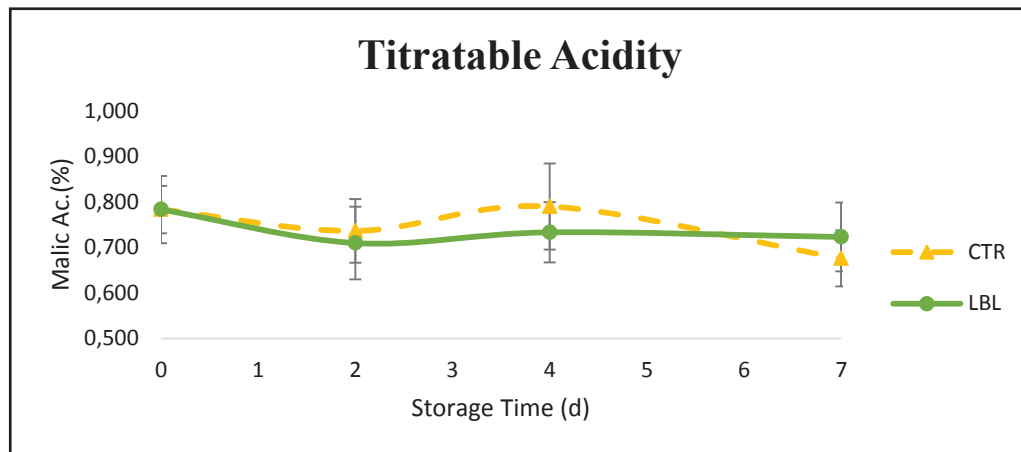 Titratable Acidity
1,000
0,900
0,800
0,700
0,600
0,500
Malic Ac.(%)
0 1 2 3 4 5 6 7
Storage Time (d)
CTR
LBL